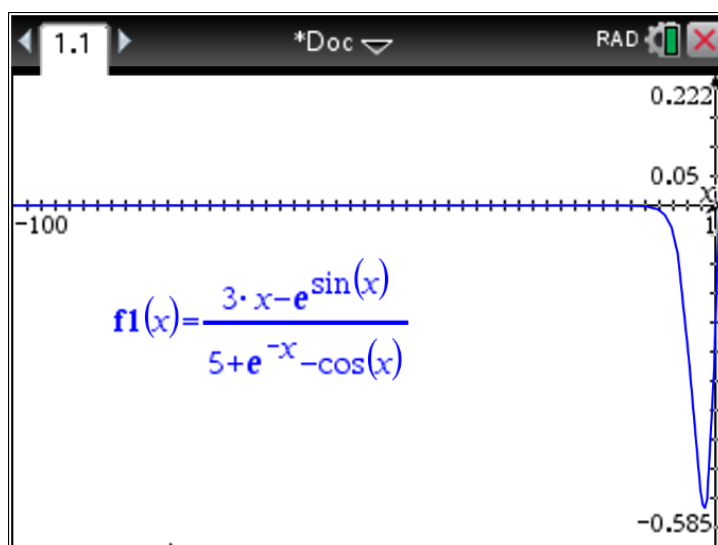 1.1 *Doc RAD
0.222
0.05
x
-100 1
f1(x)=
3·x-e^sin(x)
5+e^-x-cos(x)
-0.585